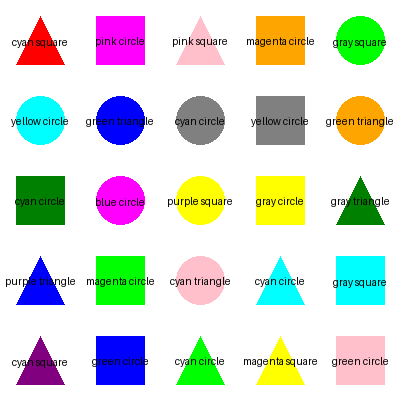 cyan square pink circle pink square magenta circle gray square
yellow circle green triangle cyan circle yellow circle green triangle
cyan circle blue circle purple square gray circle gray triangle
purple triangle magenta circle cyan triangle cyan circle gray square
cyan square green circle cyan circle magenta square green circle